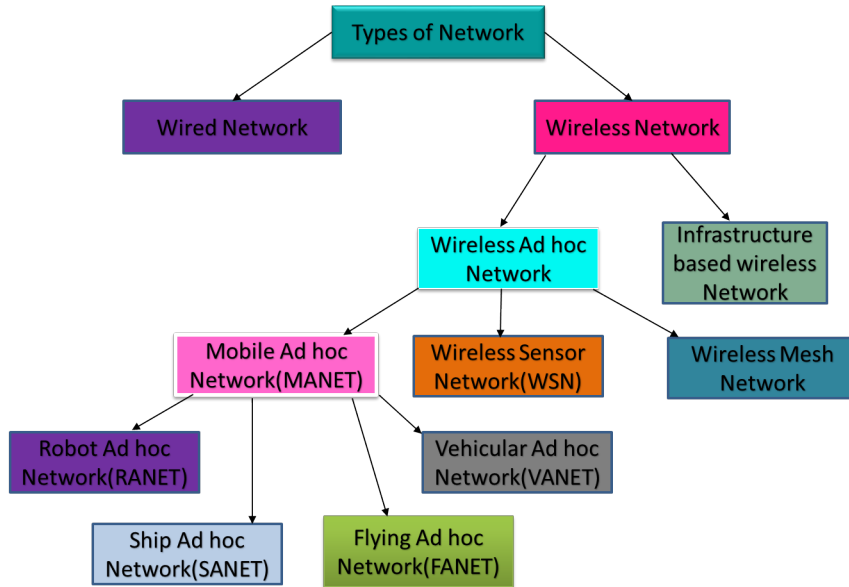 Types of Network
Wired Network
Wireless Network
Wireless Ad hoc
Network
Infrastructure
based wireless
Network
Mobile Ad hoc
Network(MANET)
Wireless Sensor
Network(WSN)
Wireless Mesh
Network
Robot Ad hoc
Network(RANET)
Vehicular Ad hoc
Network(VANET)
Ship Ad hoc
Network(SANET)
Flying Ad hoc
Network(FANET)